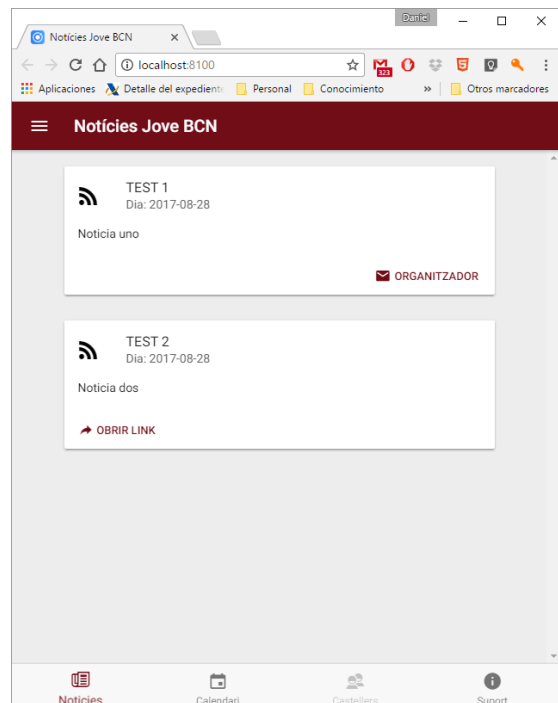 Daniel
Notícies Jove BCN
localhost:8100
323
Aplicaciones Detalle del expediente Personal Conocimiento » Otros marcadores
Notícies Jove BCN
TEST 1
Dia: 2017-08-28
Noticia uno
ORGANITZADOR
TEST 2
Dia: 2017-08-28
Noticia dos
OBRIR LINK
Noticies Calendari Castellers Suport